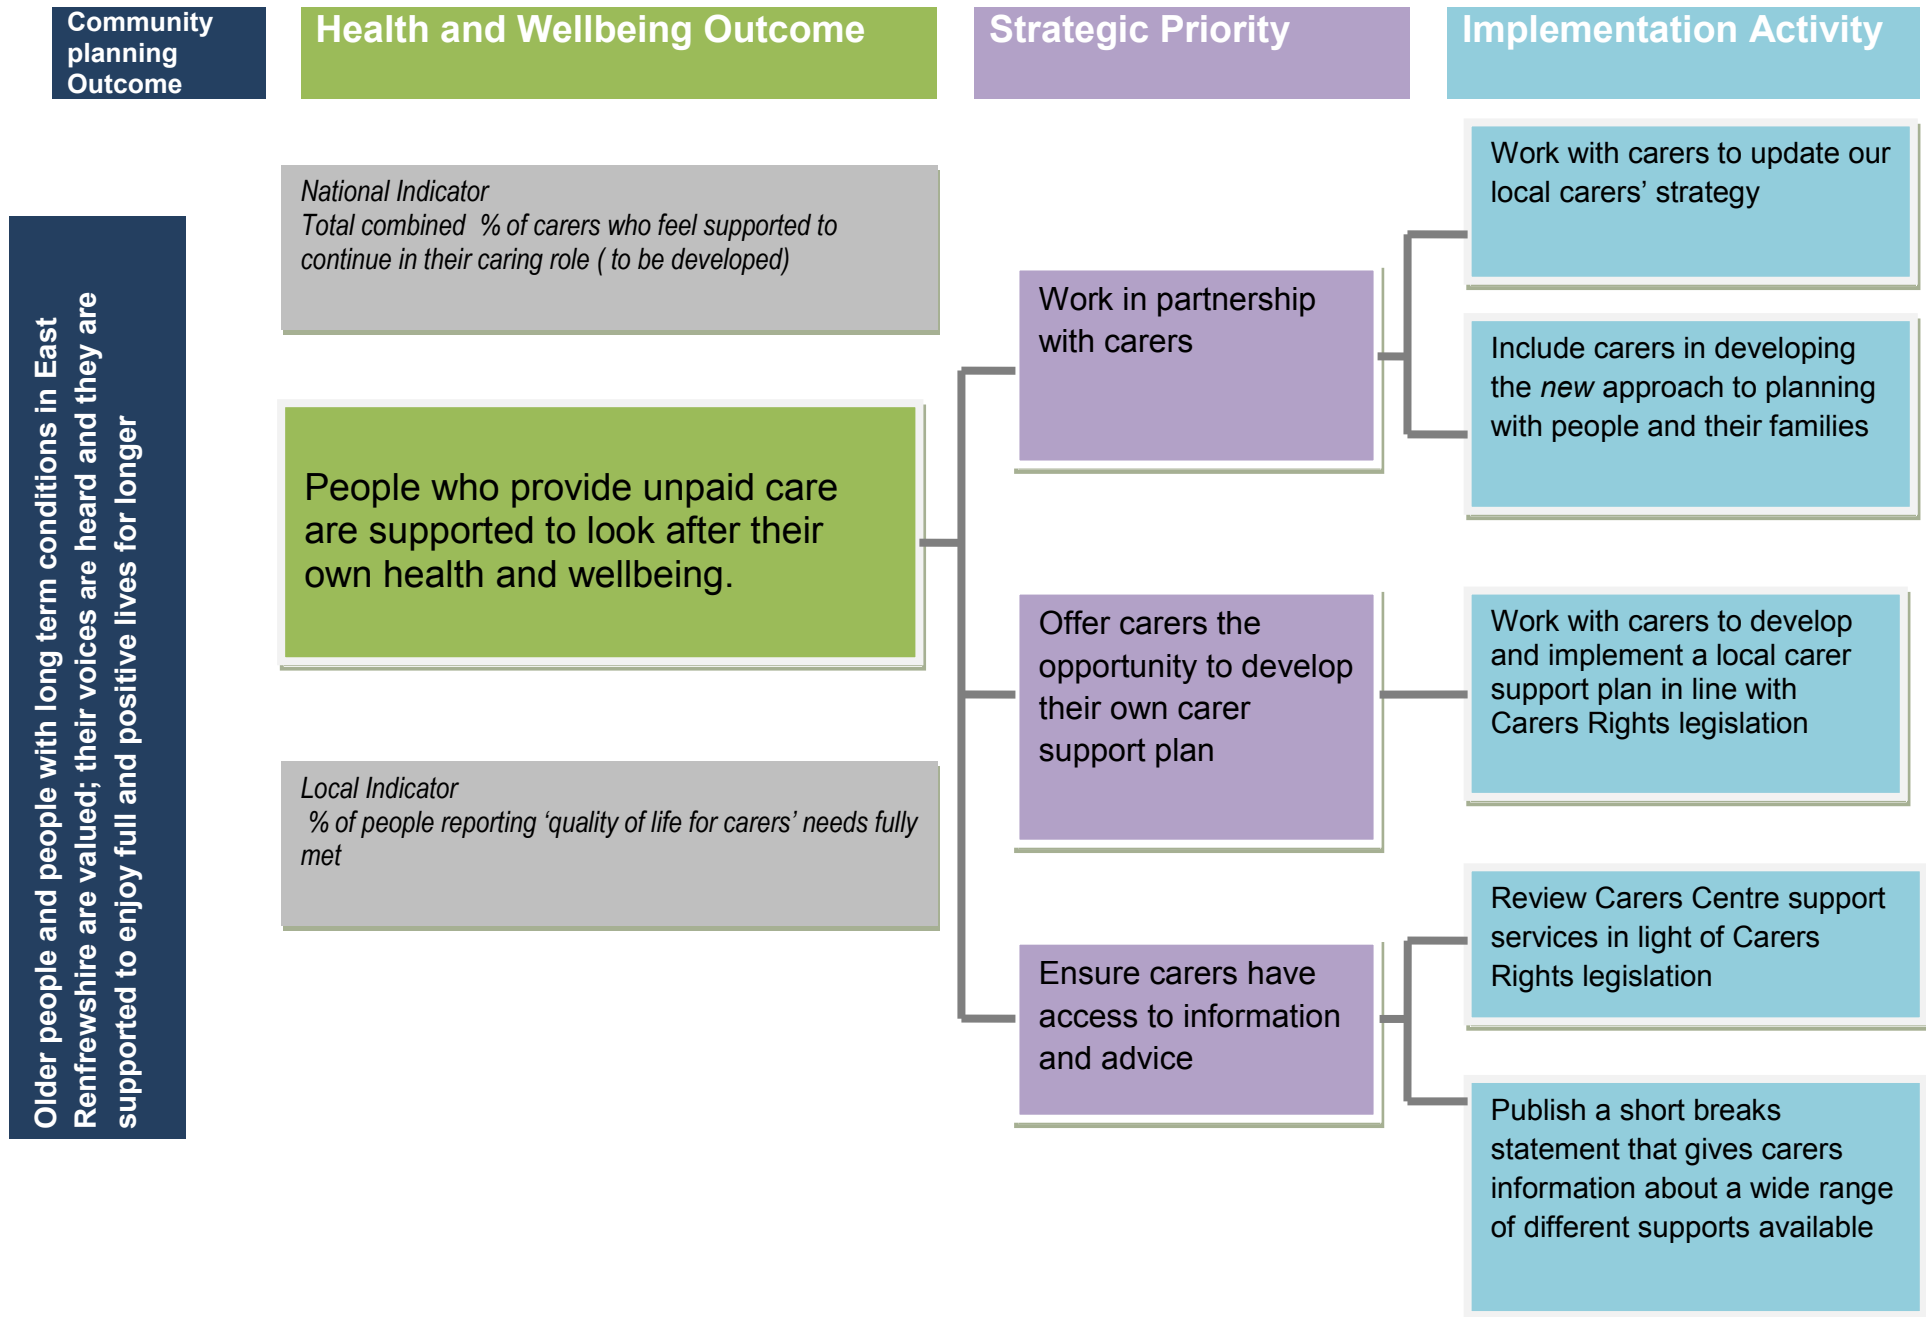 Community
planning
Outcome
Health and Wellbeing Outcome
Strategic Priority
Implementation Activity
Older people and people with long term conditions in East
Renfrewshire are valued; their voices are heard and they are
supported to enjoy full and positive lives for longer
National Indicator
Total combined  % of carers who feel supported to
continue in their caring role ( to be developed)
People who provide unpaid care
are supported to look after their
own health and wellbeing.
Local Indicator
% of people reporting ‘quality of life for carers’ needs fully
met
Work in partnership
with carers
Offer carers the
opportunity to develop
their own carer
support plan
Ensure carers have
access to information
and advice
Work with carers to update our
local carers’ strategy
Include carers in developing
the new approach to planning
with people and their families
Work with carers to develop
and implement a local carer
support plan in line with
Carers Rights legislation
Review Carers Centre support
services in light of Carers
Rights legislation
Publish a short breaks
statement that gives carers
information about a wide range
of different supports available